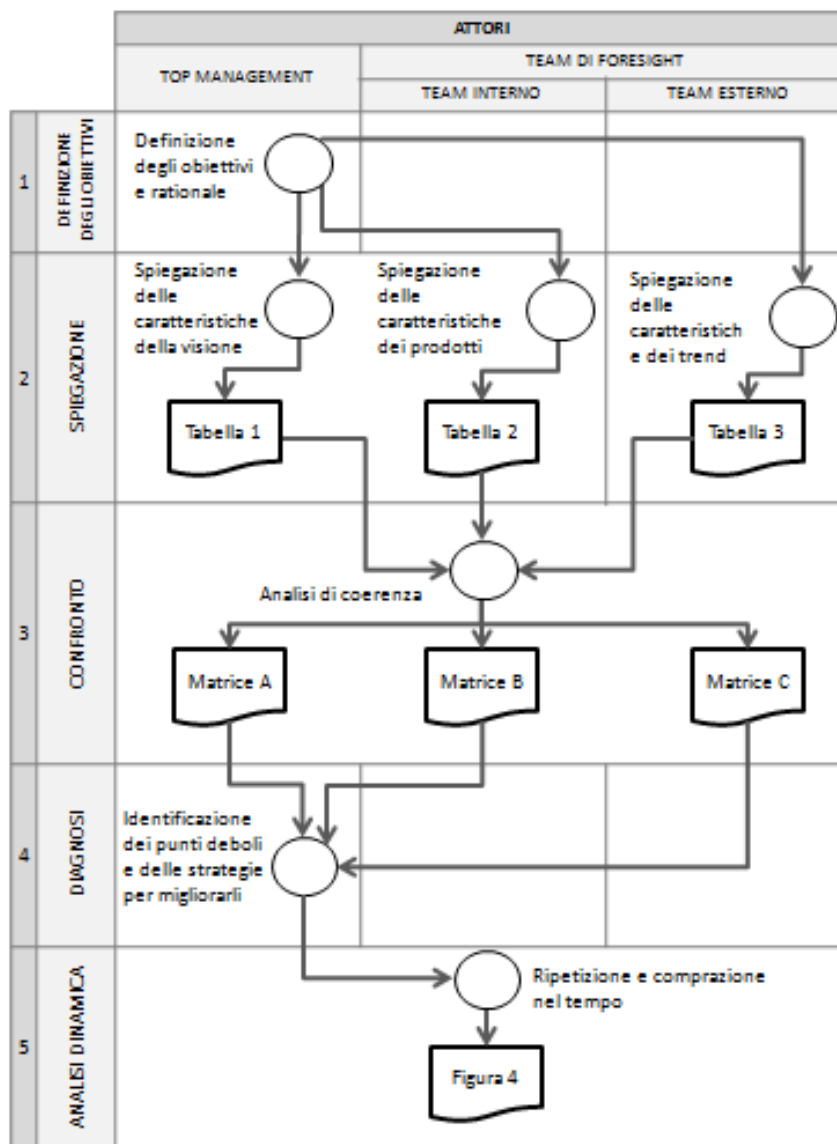 ATTORI
TEAM DI FORESIGHT
TOP MANAGEMENT
TEAM INTERNO
TEAM ESTERNO
1
DEFINIZIONE
DEGLI OBIETTIVI
Definizione
degli obiettivi
e rationale
2
SPIEGAZIONE
Spiegazione
delle
caratteristiche
della visione
Spiegazione
delle
caratteristiche
dei prodotti
Spiegazione
delle
caratteristich
e dei trend
Tabella 1
Tabella 2
Tabella 3
3
CONFRONTO
Analisi di coerenza
Matrice A
Matrice B
Matrice C
4
DIAGNOSI
Identificazione
dei punti deboli
e delle strategie
per migliorarli
5
ANALISI DINAMICA
Ripetizione e comprazione
nel tempo
Figura 4